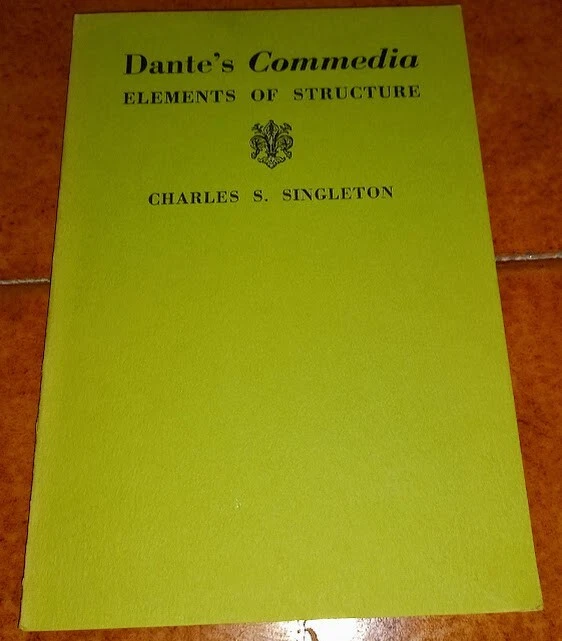 Dante's Commedia
ELEMENTS OF STRUCTURE
CHARLES S. SINGLETON